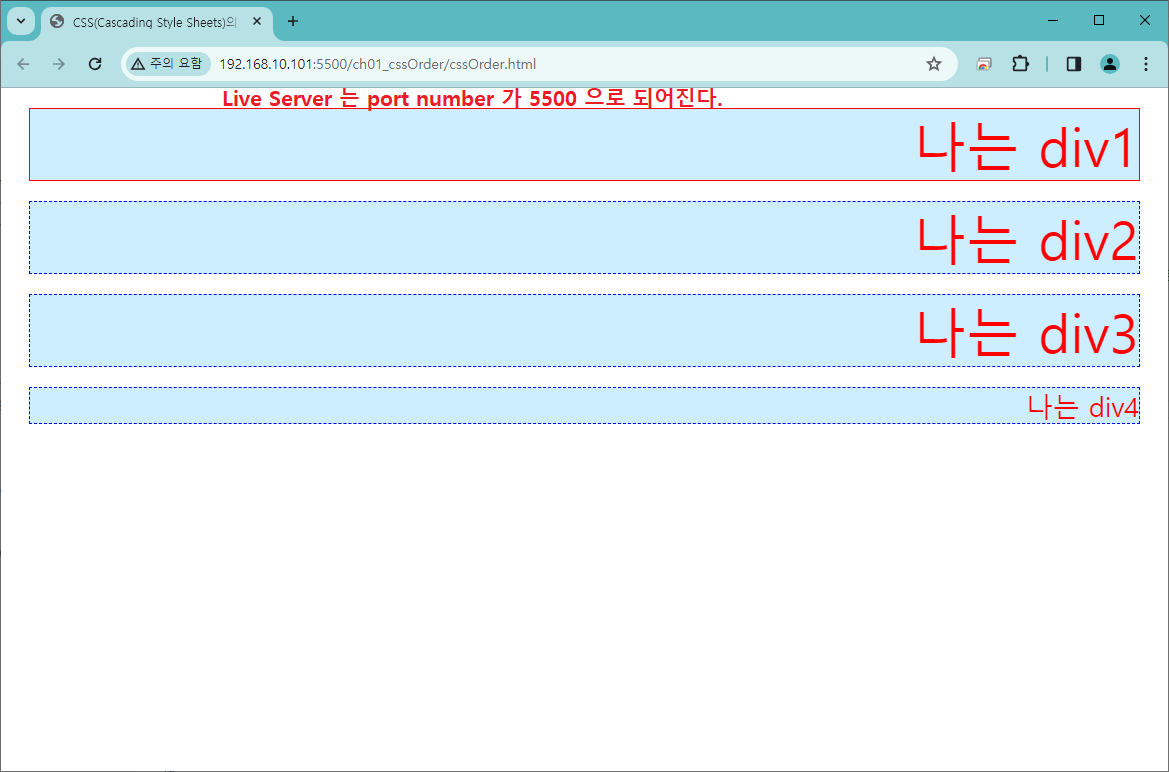 CSS(Cascading Style Sheets)의
주의 요함 192.168.10.101:5500/ch01_cssOrder/cssOrder.html
Live Server 는 port number 가 5500 으로 되어진다.
나는 div1
나는 div2
나는 div3
나는 div4